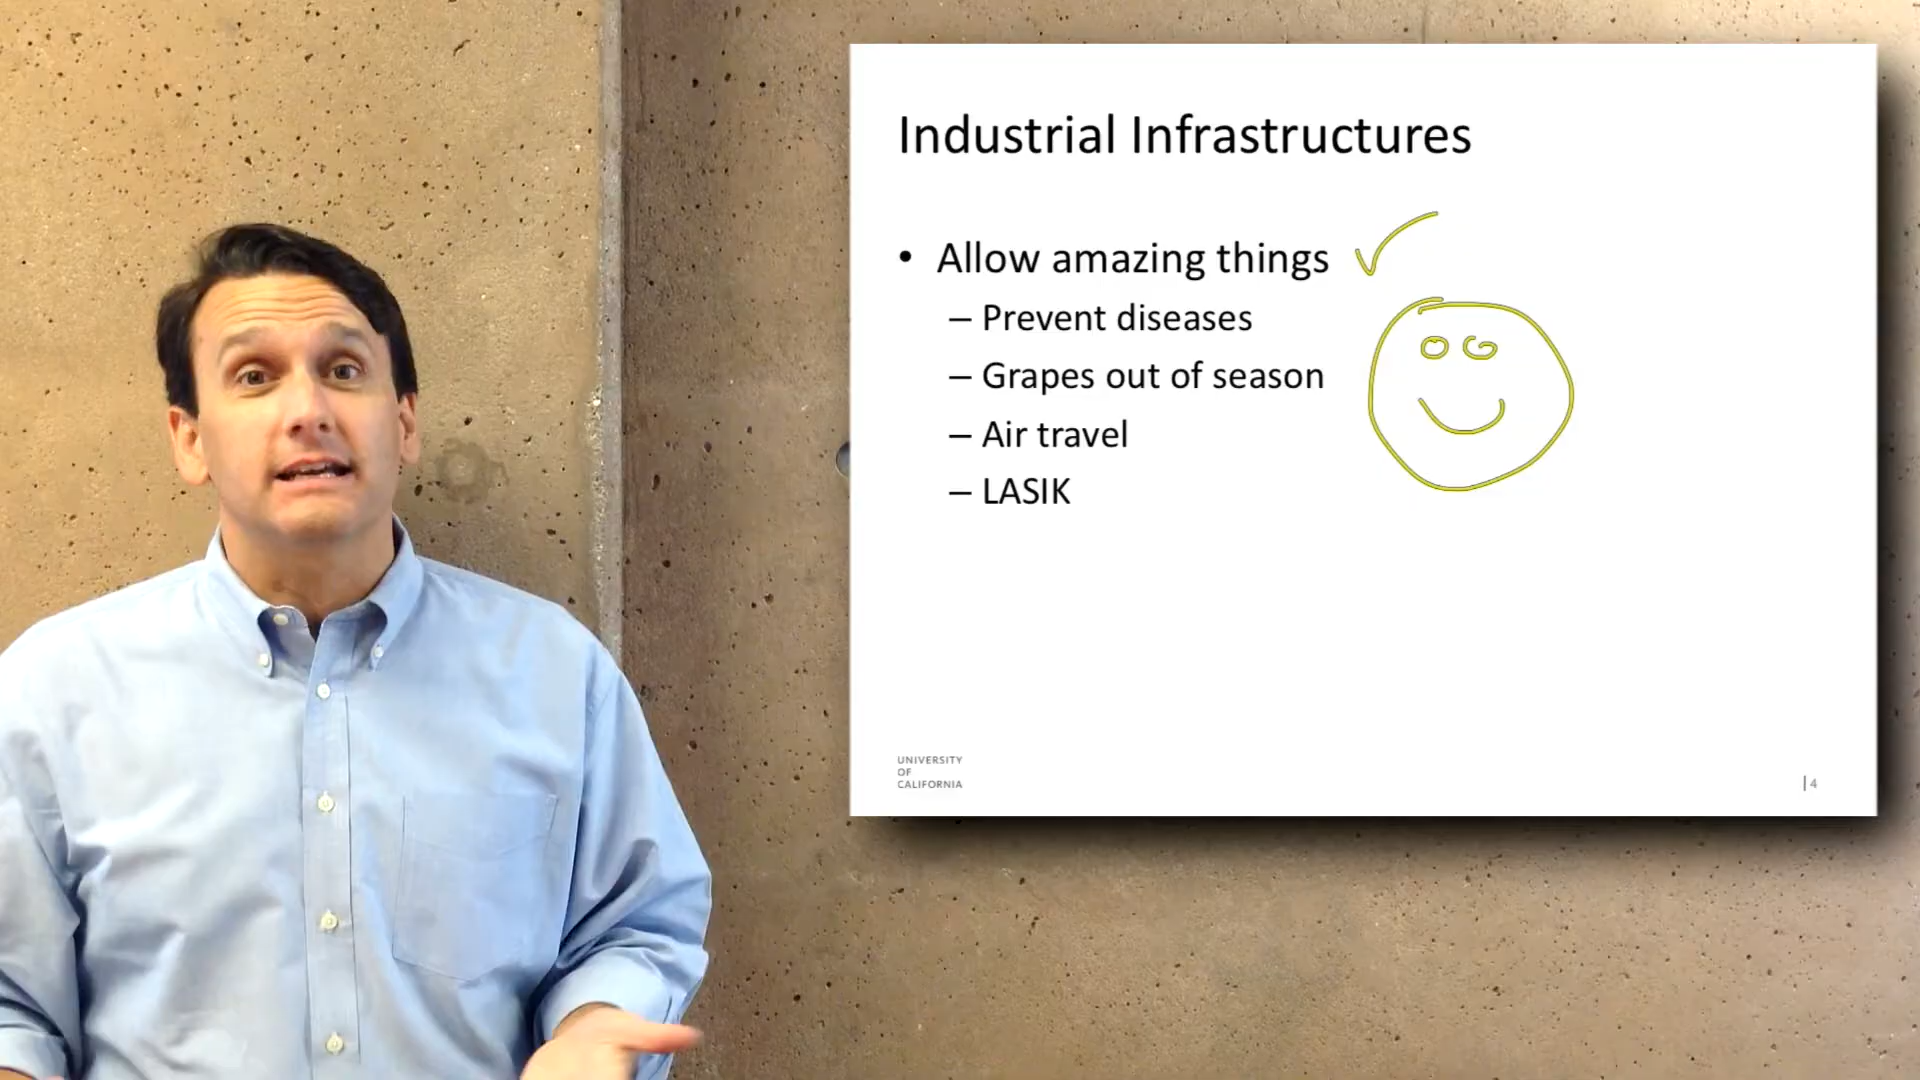 Industrial Infrastructures
• Allow amazing things
– Prevent diseases
– Grapes out of season
– Air travel
– LASIK
UNIVERSITY
OF
CALIFORNIA
| 4